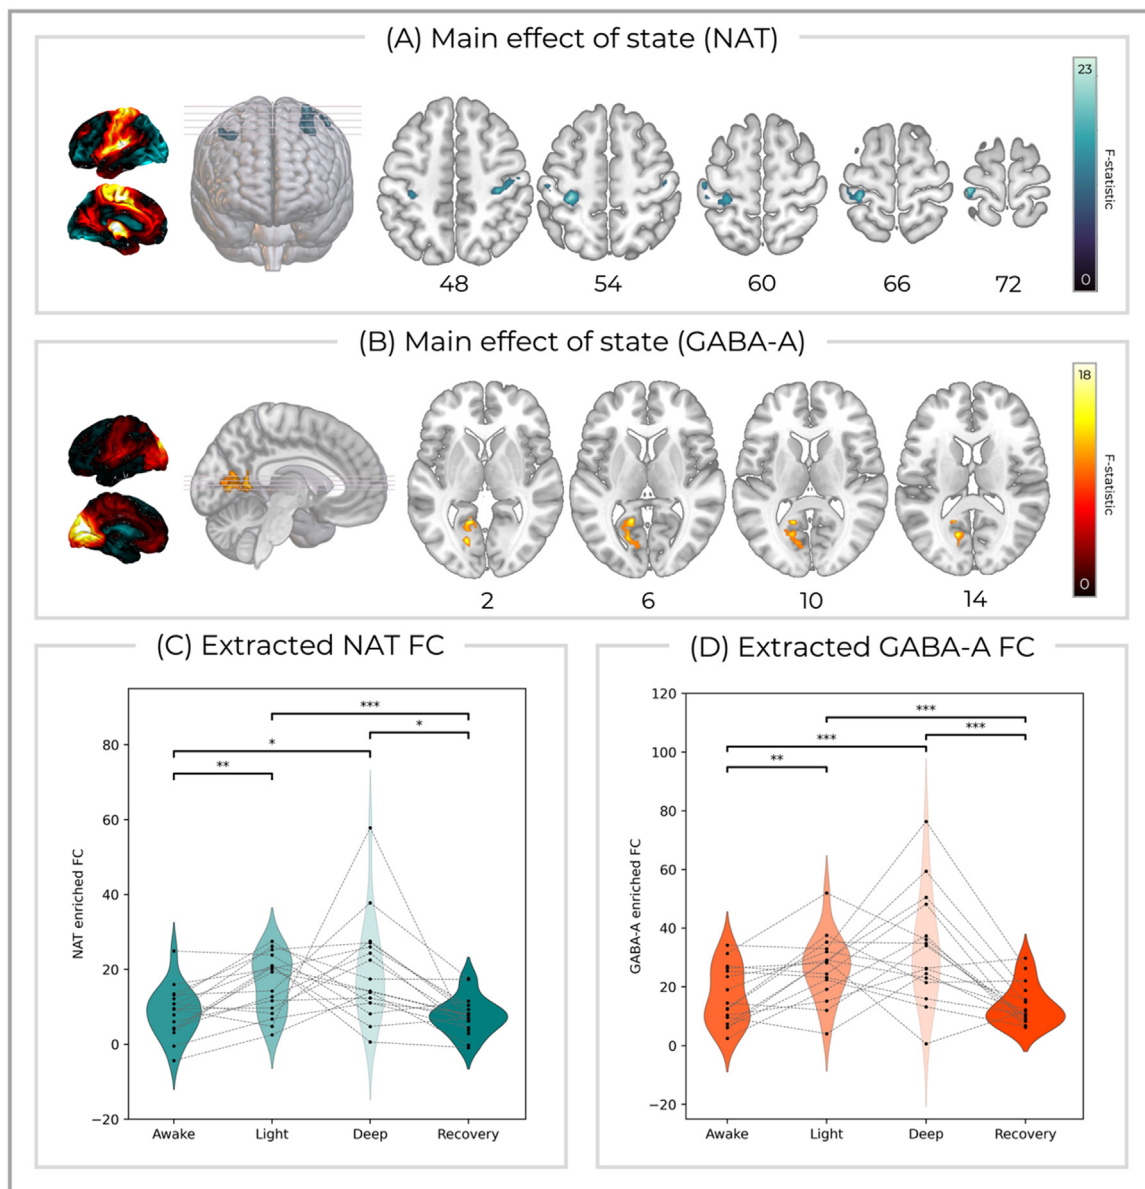 (A) Main effect of state (NAT)
23
F-statistic
0
48 54 60 66 72
(B) Main effect of state (GABA-A)
18
F-statistic
0
2 6 10 14
(C) Extracted NAT FC
***
*
*
**
80
60
40
20
0
−20
NAT enriched FC
Awake Light Deep Recovery
(D) Extracted GABA-A FC
120
***
***
***
**
100
80
60
40
20
0
−20
GABA-A enriched FC
Awake Light Deep Recovery